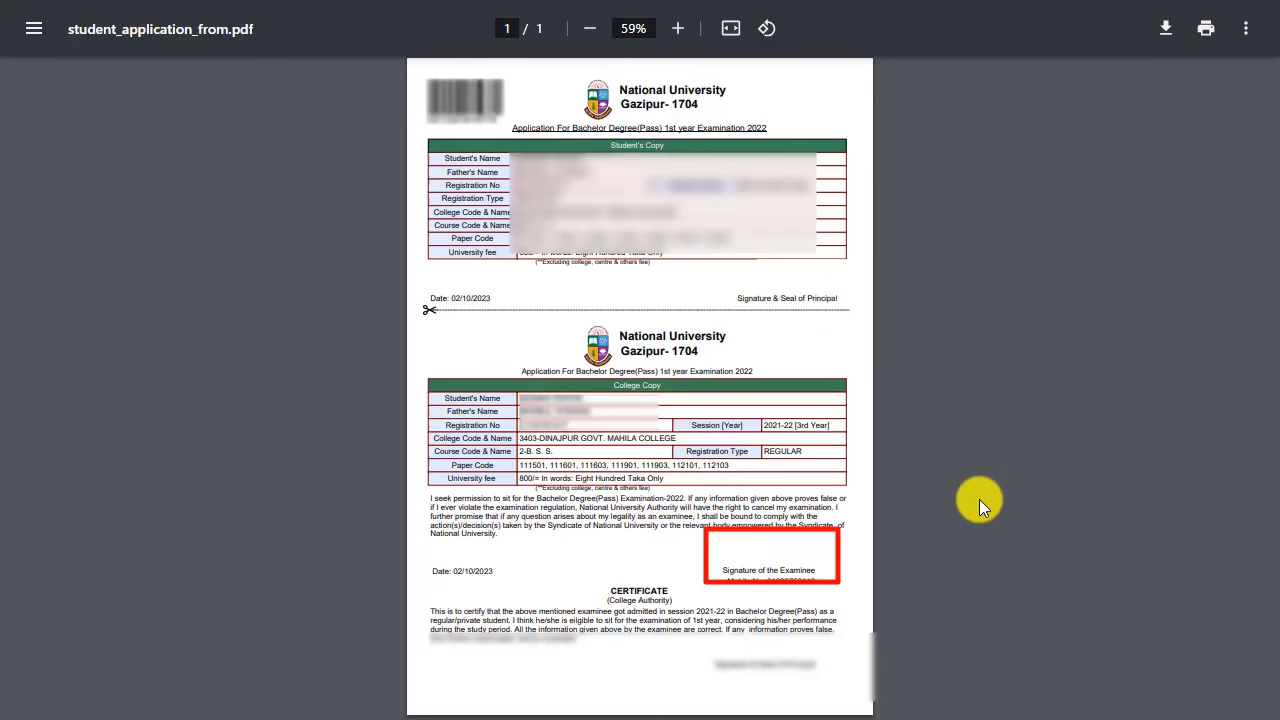 student_application_from.pdf
1 / 1
59%
National University
Gazipur- 1704
Application For Bachelor Degree(Pass) 1st year Examination 2022
Student's Copy
Student's Name
Father's Name
Registration No
Registration Type
College Code & Name
Course Code & Name
Paper Code
University fee In words: Eight Hundred Taka Only
(**Excluding college, centre & others fee)
Date: 02/10/2023 Signature & Seal of Principal
National University
Gazipur- 1704
Application For Bachelor Degree(Pass) 1st year Examination 2022
College Copy
Student's Name
Father's Name
Registration No Session [Year] 2021-22 [3rd Year]
College Code & Name 3403-DINAJPUR GOVT. MAHILA COLLEGE
Course Code & Name 2-B. S. S. Registration Type REGULAR
Paper Code 111501, 111601, 111603, 111901, 111903, 112101, 112103
University fee 800/= In words: Eight Hundred Taka Only
(**Excluding college, centre & others fee)
I seek permission to sit for the Bachelor Degree(Pass) Examination-2022. If any information given above proves false or
if I ever violate the examination regulation, National University Authority will have the right to cancel my examination. I
further promise that if any question arises about my legality as an examinee, I shall be bound to comply with the
action(s)/decision(s) taken by the Syndicate of National University or the relevant body empowered by the Syndicate of
National University.
Date: 02/10/2023 Signature of the Examinee
CERTIFICATE
(College Authority)
This is to certify that the above mentioned examinee got admitted in session 2021-22 in Bachelor Degree(Pass) as a
regular/private student. I think he/she is eilgible to sit for the examination of 1st year, considering his/her performance
during the study period. All the information given above by the examinee are correct. If any information proves false.